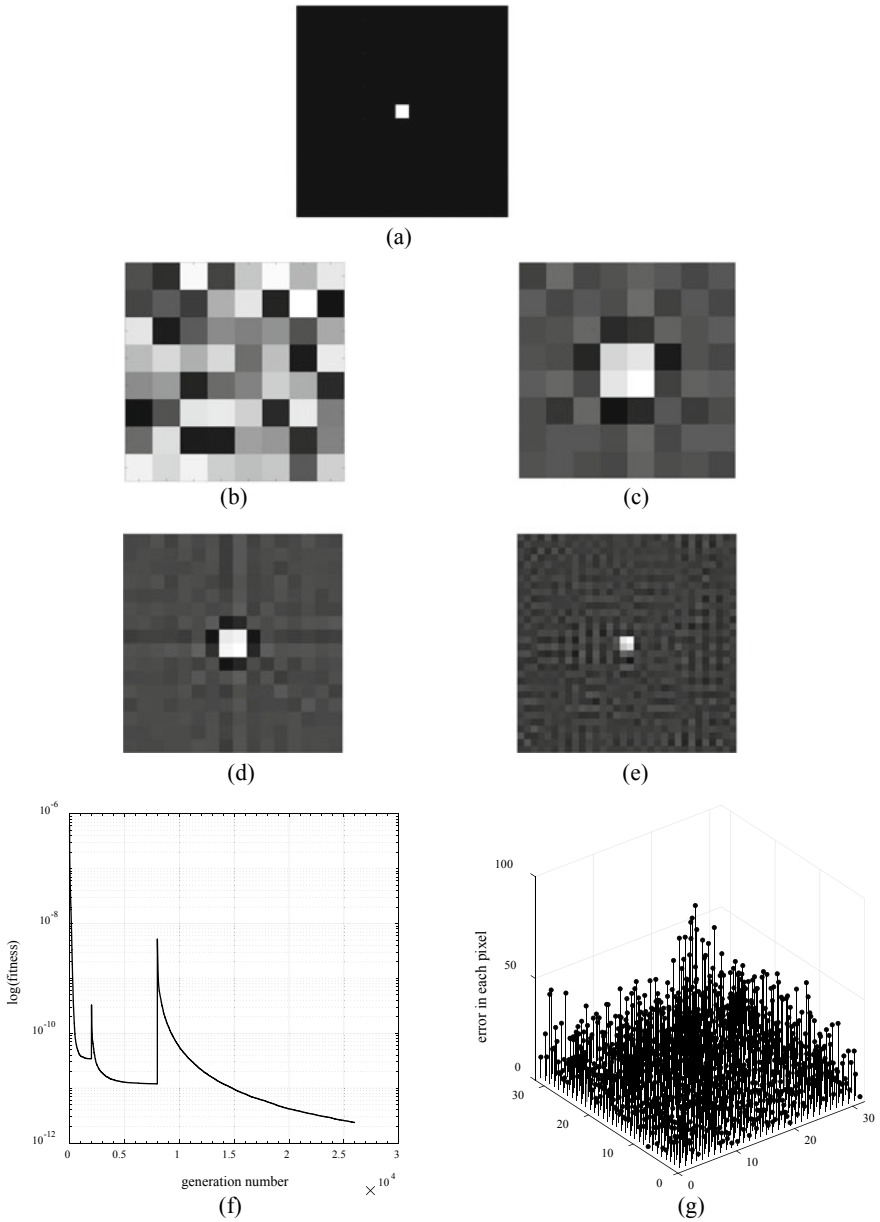 (a)
(b)
(c)
(d)
(e)
10^-6
10^-8
10^-10
10^-12
log(fitness)
0
0.5
1
1.5
2
2.5
3
generation number
× 10^4
(f)
100
50
0
error in each pixel
30
20
10
0
0
10
20
30
(g)